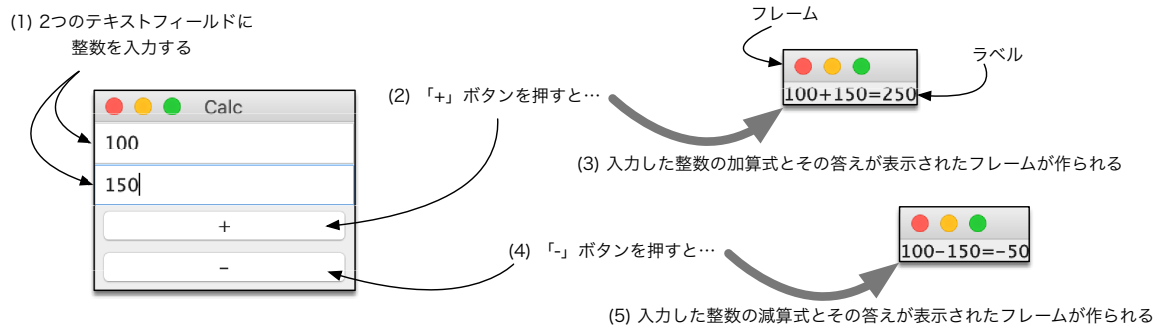 (1) 2つのテキストフィールドに
整数を入力する
Calc
100
150
+
-
(2) 「+」ボタンを押すと…
フレーム
ラベル
100+150=250
(3) 入力した整数の加算式とその答えが表示されたフレームが作られる
(4) 「-」ボタンを押すと…
100-150=-50
(5) 入力した整数の減算式とその答えが表示されたフレームが作られる